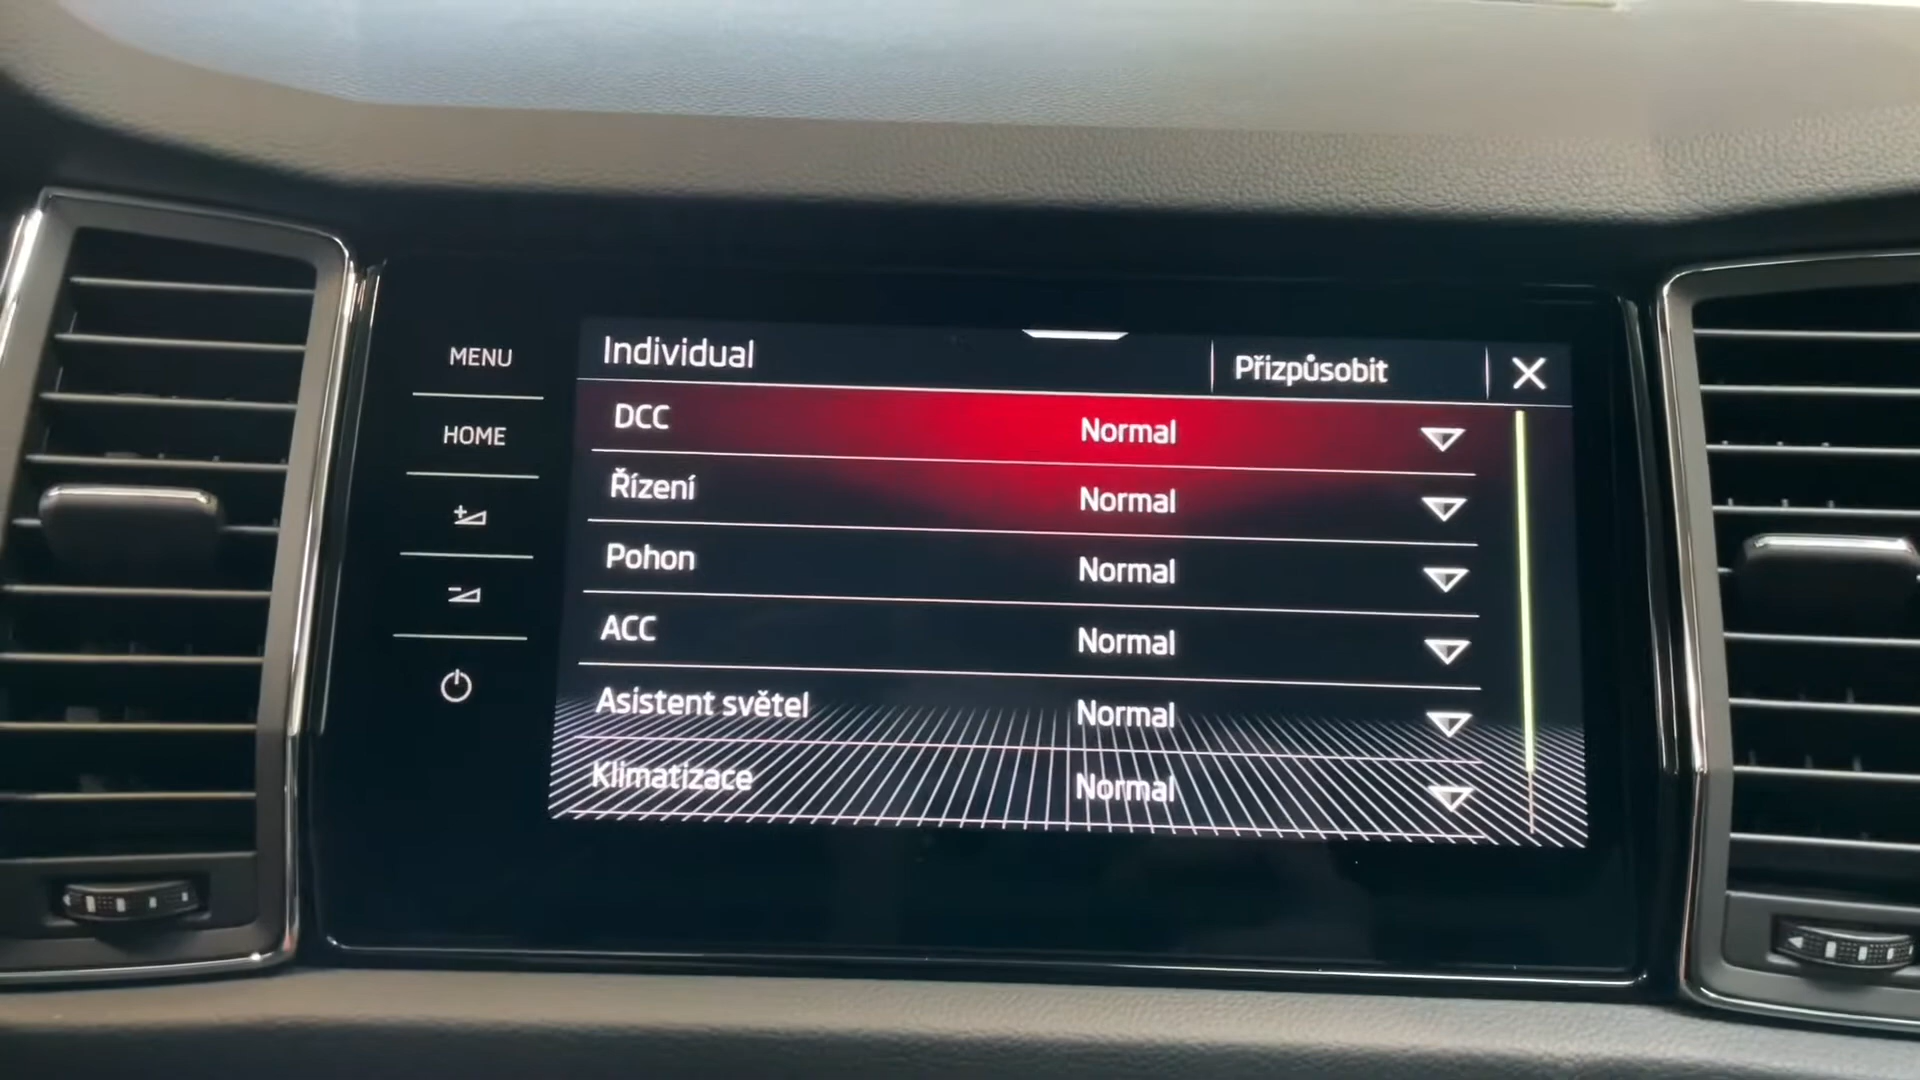 MENU
HOME
Individual
Přizpůsobit
DCC Normal
Řízení Normal
Pohon Normal
ACC Normal
Asistent světel Normal
Klimatizace Normal